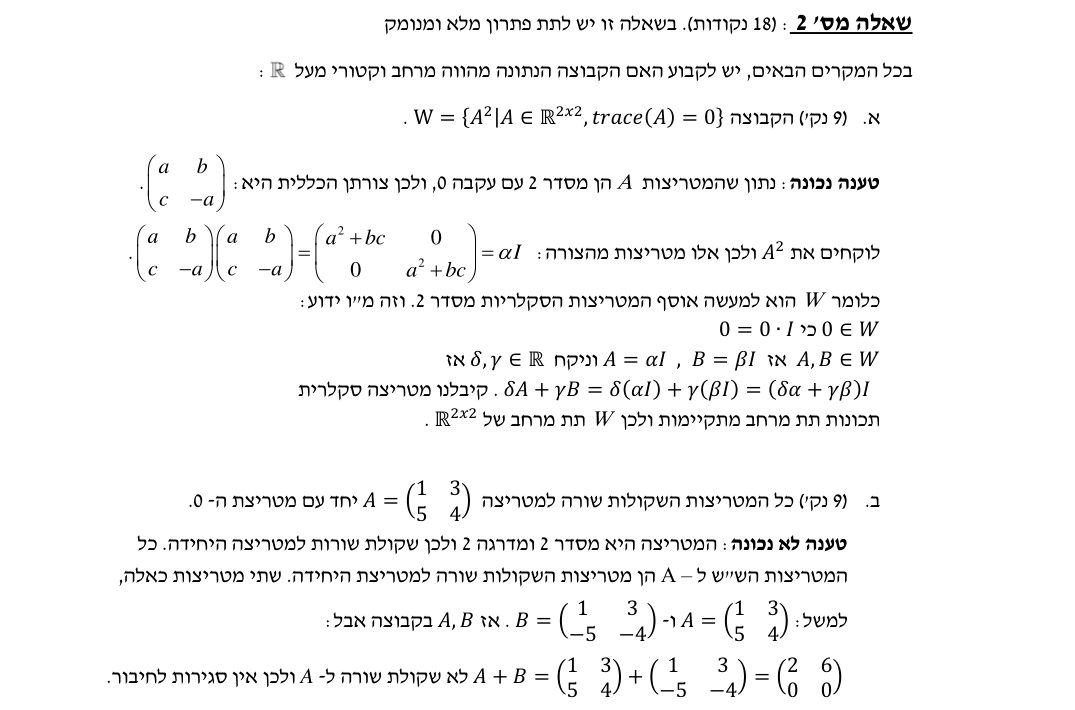 שאלה מס׳ 2 : (18 נקודות). בשאלה זו יש לתת פתרון מלא ומנומק
בכל המקרים הבאים, יש לקבוע האם הקבוצה הנתונה מהווה מרחב וקטורי מעל ℝ :
א. (9 נק׳) הקבוצה W = {A²|A ∈ ℝ²ˣ², trace(A) = 0} .
טענה נכונה : נתון שהמטריצות A הן מסדר 2 עם עקבה 0, ולכן צורתן הכללית היא : (a b; c −a).
לוקחים את A² ולכן אלו מטריצות מהצורה : (a b; c −a)(a b; c −a) = (a²+bc 0; 0 a²+bc) = αI.
כלומר W הוא למעשה אוסף המטריצות הסקלריות מסדר 2. וזה מ״ו ידוע :
0 ∈ W כי 0 = 0 · I
A, B ∈ W אז A = αI , B = βI וניקח δ, γ ∈ ℝ אז
δA + γB = δ(αI) + γ(βI) = (δα + γβ)I . קיבלנו מטריצה סקלרית
תכונות תת מרחב מתקיימות ולכן W תת מרחב של ℝ²ˣ² .
ב. (9 נק׳) כל המטריצות השקולות שורה למטריצה A = (1 3; 5 4) יחד עם מטריצת ה- 0.
טענה לא נכונה : המטריצה היא מסדר 2 ומדרגה 2 ולכן שקולת שורות למטריצה היחידה. כל
המטריצות הש״ש ל – A הן מטריצות השקולות שורה למטריצת היחידה. שתי מטריצות כאלה,
למשל : A = (1 3; 5 4) ו- B = (1 3; −5 −4) . אז A, B בקבוצה אבל :
A + B = (1 3; 5 4) + (1 3; −5 −4) = (2 6; 0 0) לא שקולת שורה ל- A ולכן אין סגירות לחיבור.